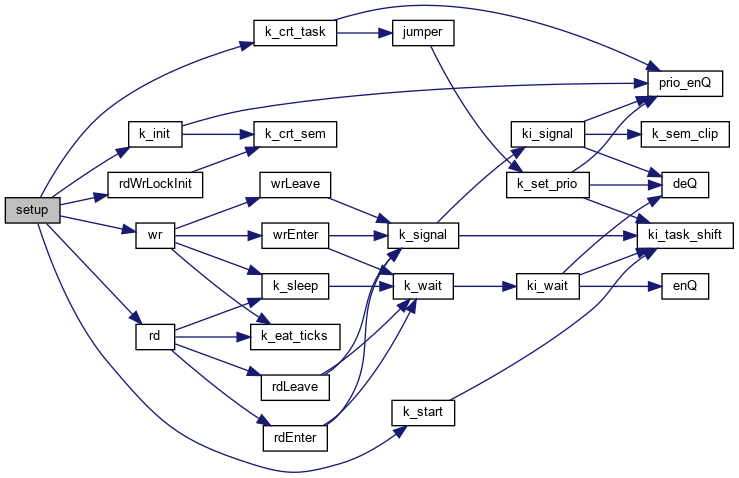 k_crt_task
jumper
prio_enQ
k_init
k_crt_sem
ki_signal
k_sem_clip
rdWrLockInit
wrLeave
k_set_prio
deQ
setup
wr
wrEnter
k_signal
ki_task_shift
k_sleep
k_wait
ki_wait
enQ
rd
k_eat_ticks
rdLeave
k_start
rdEnter